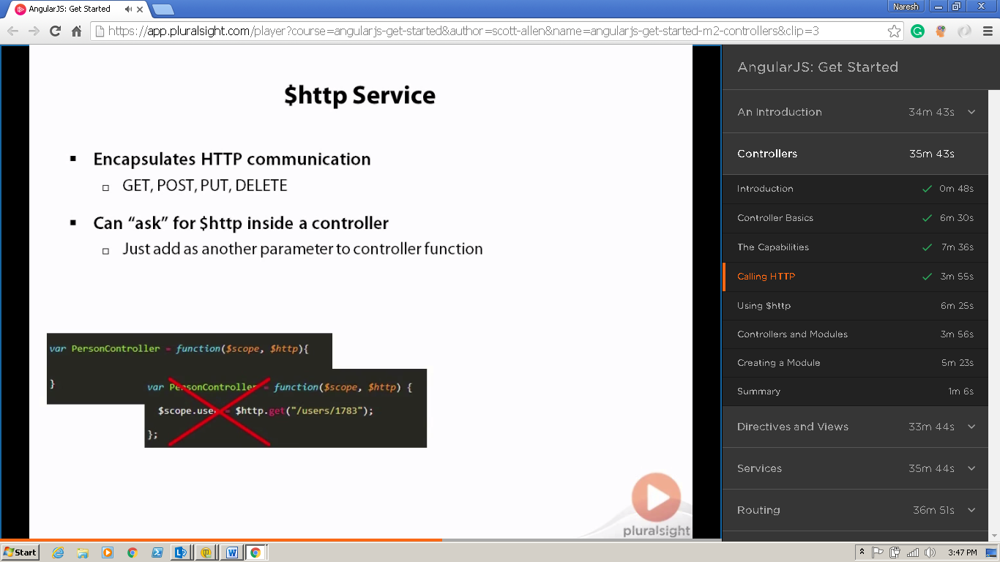 AngularJS: Get Started
Naresh
https://app.pluralsight.com/player?course=angularjs-get-started&author=scott-allen&name=angularjs-get-started-m2-controllers&clip=3
$http Service
Encapsulates HTTP communication
GET, POST, PUT, DELETE
Can “ask” for $http inside a controller
Just add as another parameter to controller function
var PersonController = function($scope, $http){
}
var PersonController = function($scope, $http) {
$scope.user = $http.get("/users/1783");
};
pluralsight
AngularJS: Get Started
An Introduction 34m 43s
Controllers 35m 43s
Introduction 0m 48s
Controller Basics 6m 30s
The Capabilities 7m 36s
Calling HTTP 3m 55s
Using $http 6m 25s
Controllers and Modules 3m 56s
Creating a Module 5m 23s
Summary 1m 6s
Directives and Views 33m 44s
Services 35m 44s
Routing 36m 51s
Start
3:47 PM